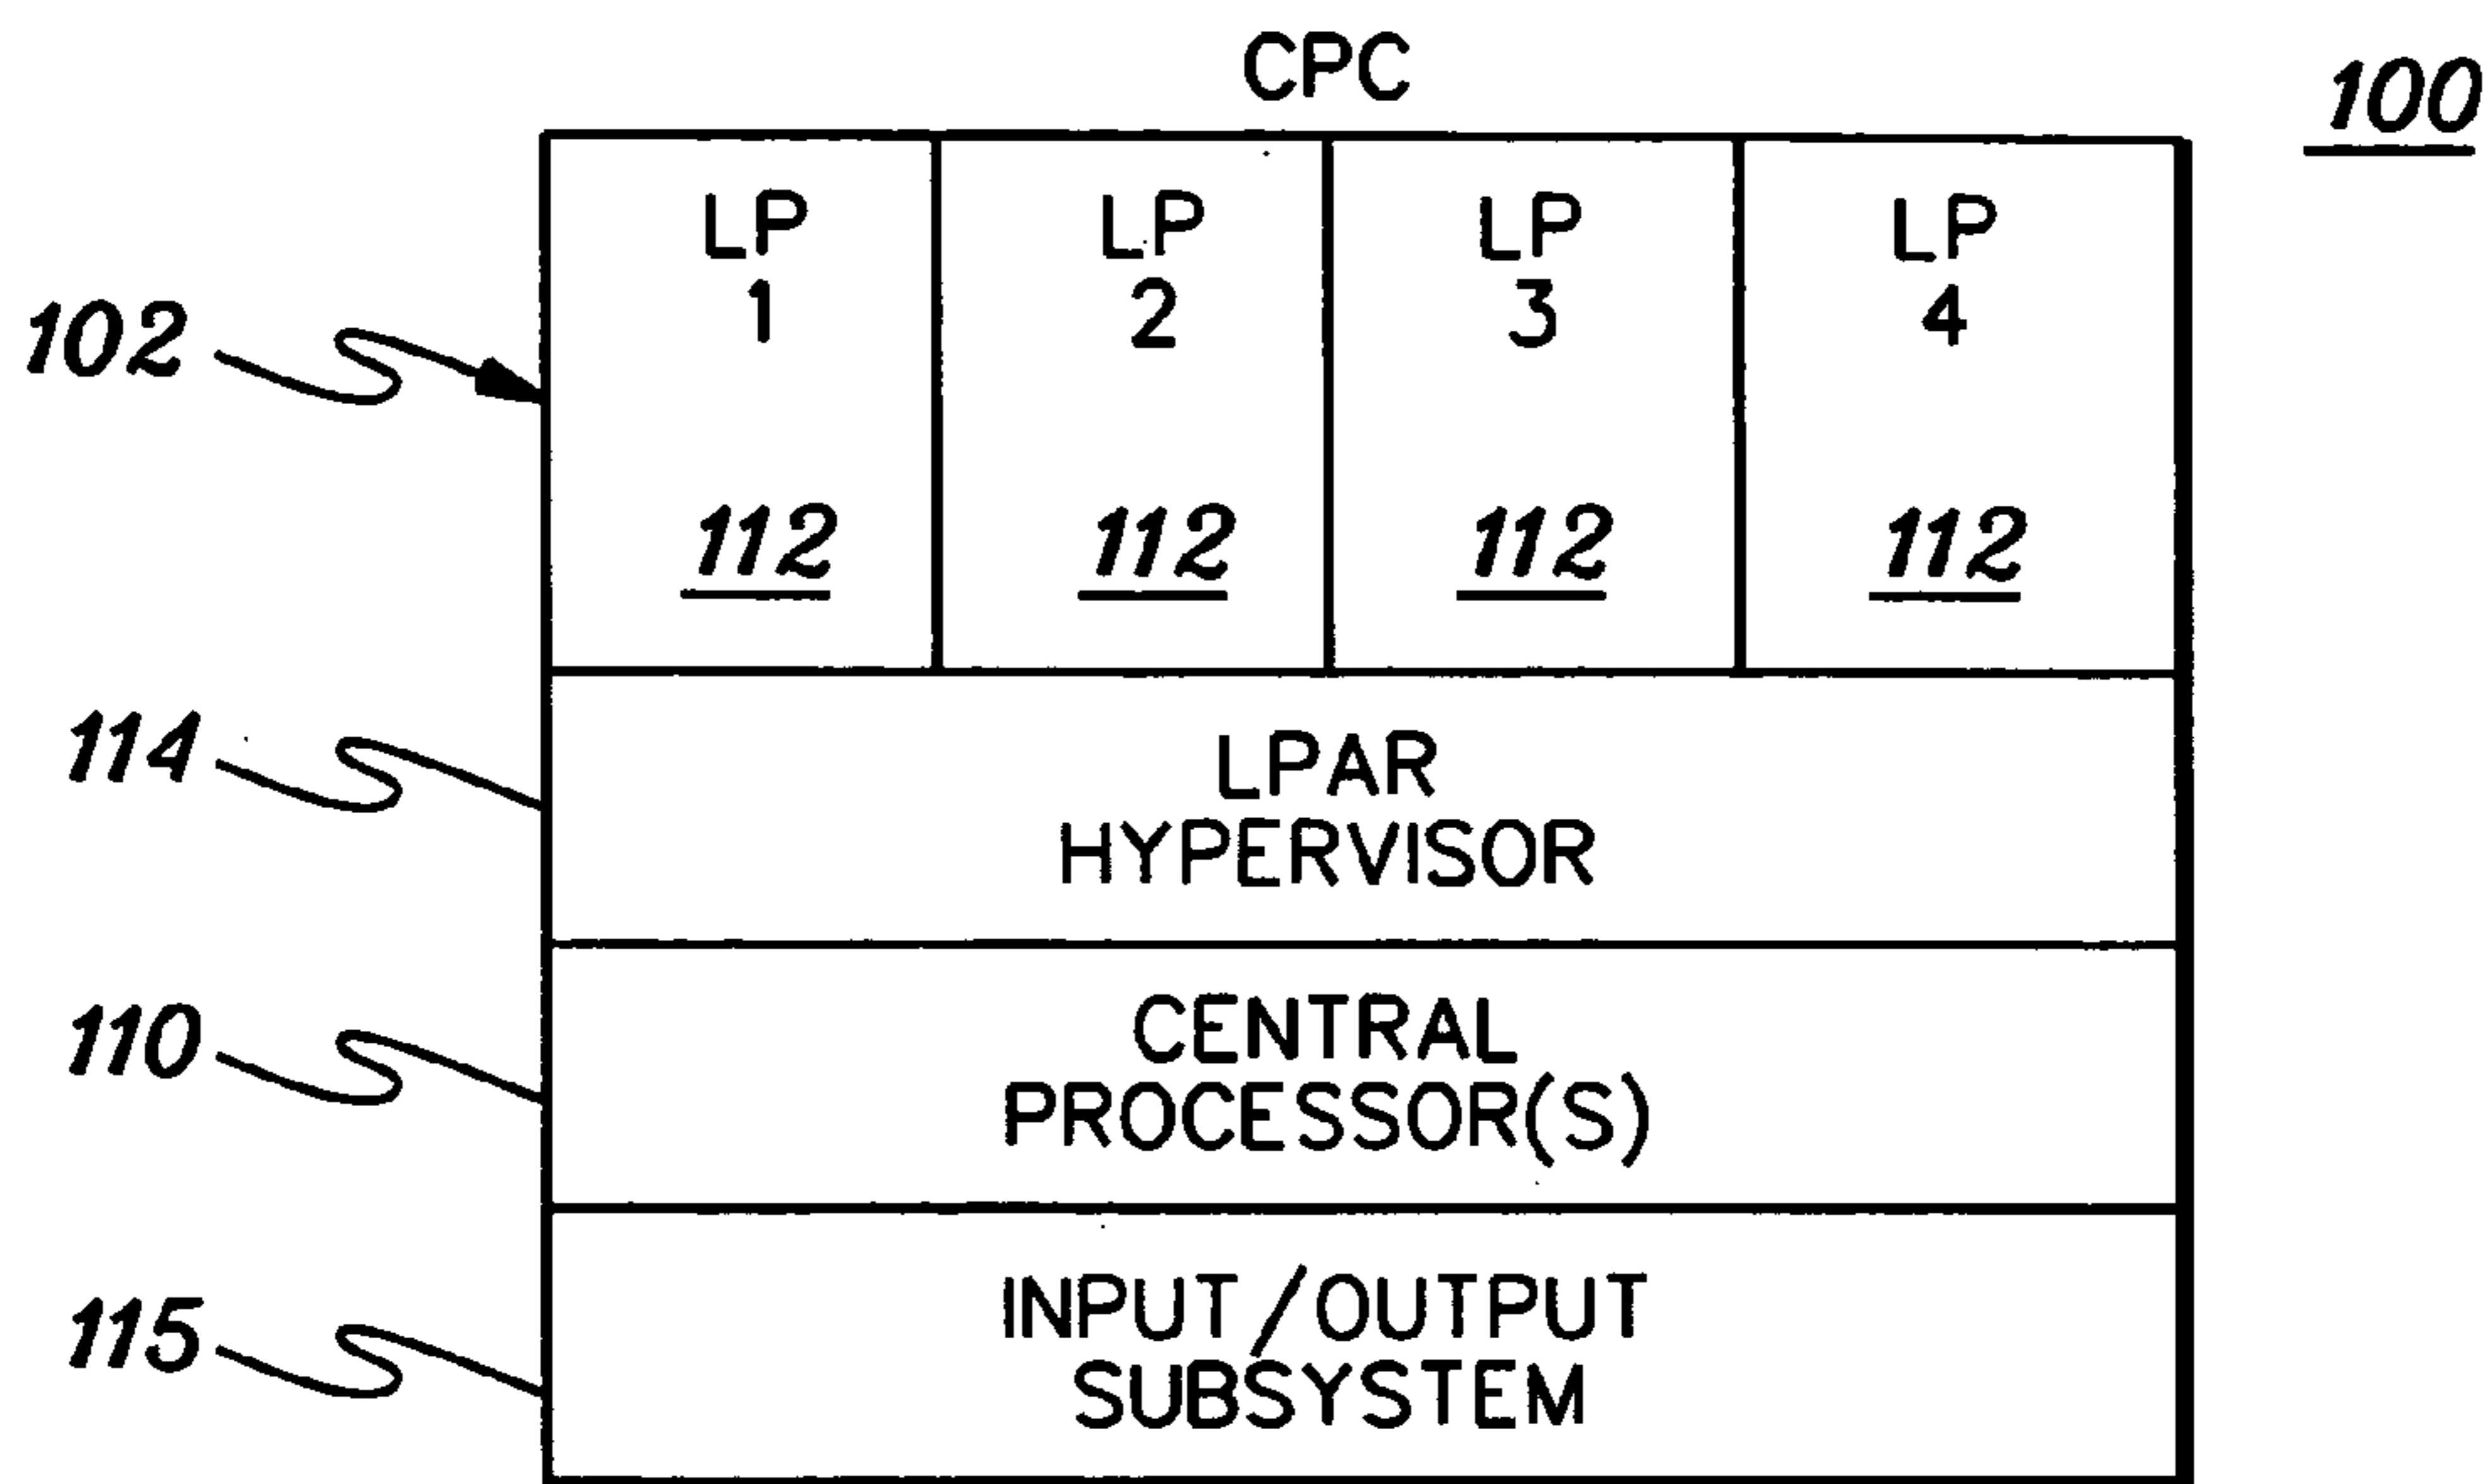 CPC
100
LP LP LP LP
1 2 3 4
102
112 112 112 112
114
LPAR
HYPERVISOR
110
CENTRAL
PROCESSOR(S)
115
INPUT/OUTPUT
SUBSYSTEM